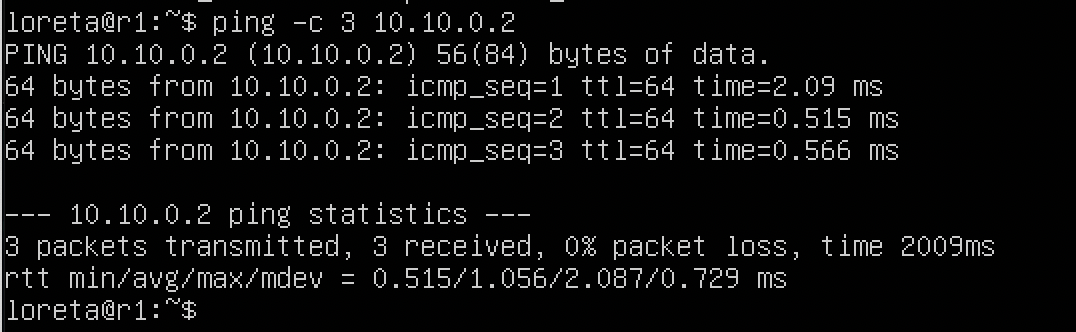 loreta@r1:~$ ping -c 3 10.10.0.2
PING 10.10.0.2 (10.10.0.2) 56(84) bytes of data.
64 bytes from 10.10.0.2: icmp_seq=1 ttl=64 time=2.09 ms
64 bytes from 10.10.0.2: icmp_seq=2 ttl=64 time=0.515 ms
64 bytes from 10.10.0.2: icmp_seq=3 ttl=64 time=0.566 ms

--- 10.10.0.2 ping statistics ---
3 packets transmitted, 3 received, 0% packet loss, time 2009ms
rtt min/avg/max/mdev = 0.515/1.056/2.087/0.729 ms
loreta@r1:~$